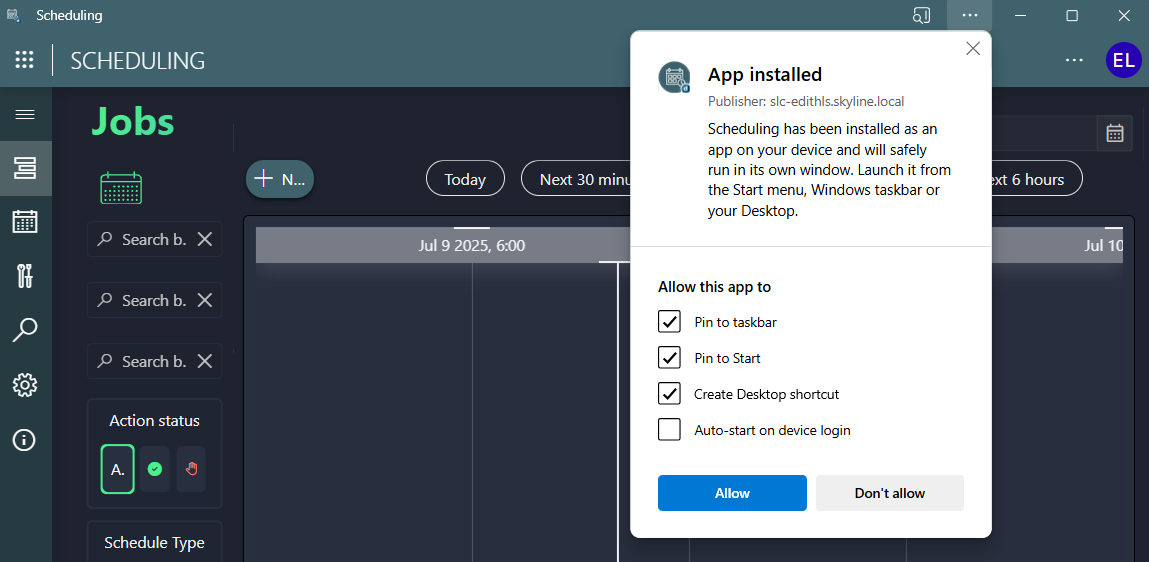 Scheduling
SCHEDULING
EL
Jobs
N...
Today
Next 30 minu
ext 6 hours
Search b.
Search b.
Search b.
Jul 9 2025, 6:00
Jul 10
Action status
A.
Schedule Type
App installed
Publisher: slc-edithls.skyline.local
Scheduling has been installed as an
app on your device and will safely
run in its own window. Launch it from
the Start menu, Windows taskbar or
your Desktop.
Allow this app to
Pin to taskbar
Pin to Start
Create Desktop shortcut
Auto-start on device login
Allow
Don't allow